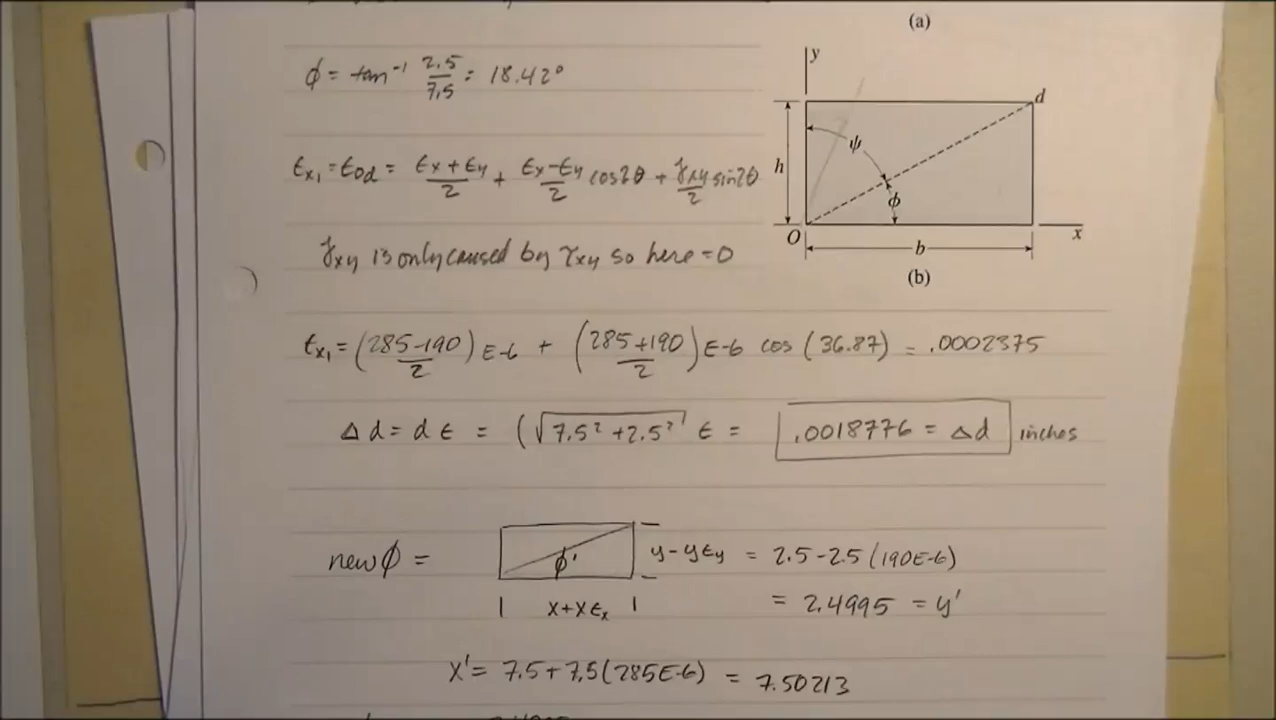 (a)
ϕ = tan⁻¹ 2.5/7.5 = 18.42°
y
d
ψ
h
ϕ
O
x
b
(b)
ϵx₁ = ϵOd = (ϵx + ϵy)/2 + (ϵx - ϵy)/2 cos2θ + γxy/2 sin2θ
γxy is only caused by τxy so here = 0
ϵx₁ = (285-190)/2 E-6 + (285+190)/2 E-6 cos (36.87) = .0002375
Δd = d ϵ = (√7.5² + 2.5² ϵ = .0018776 = Δd inches
new ϕ = ϕ' y - yϵy = 2.5 - 2.5 (190E-6)
x + xϵx = 2.4995 = y'
x' = 7.5 + 7.5 (285E-6) = 7.50213